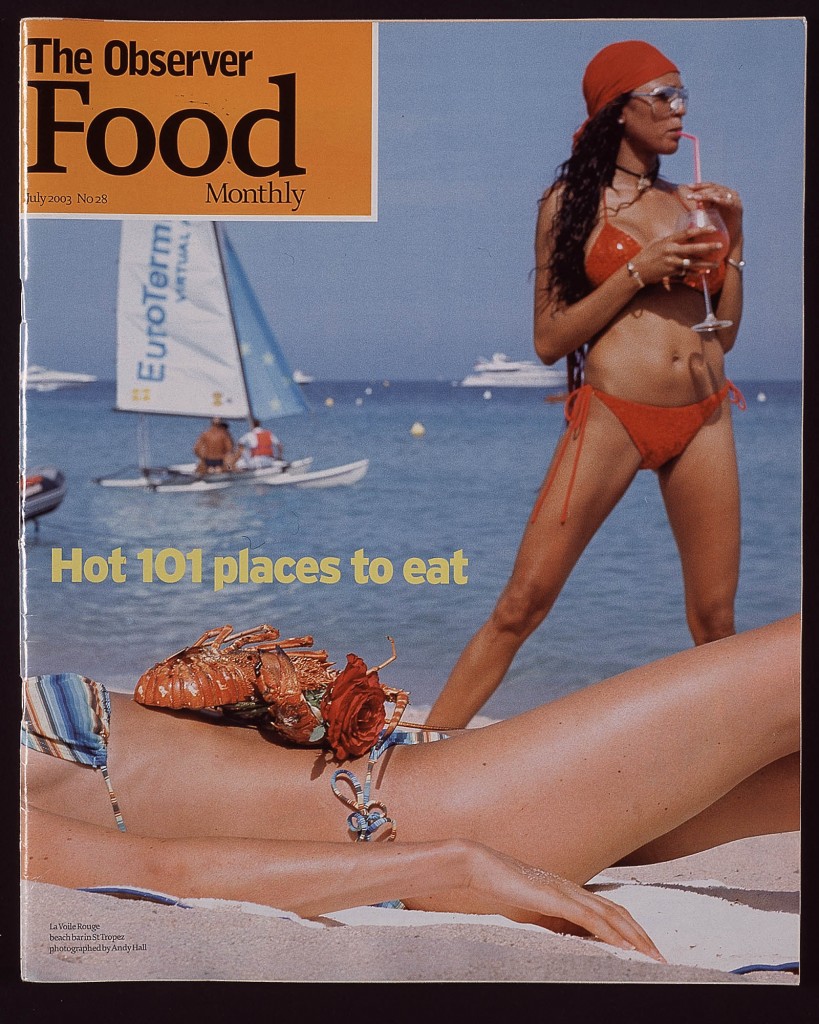 The Observer
Food
Monthly
July 2003 No 28
EuroTerm
VIRTUAL
Hot 101 places to eat
La Voile Rouge
beach bar in St Tropez
photographed by Andy Hall